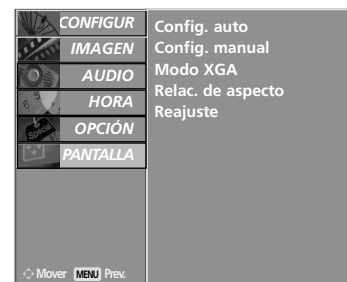 CONFIGUR
IMAGEN
AUDIO
HORA
OPCIÓN
Special
PANTALLA
Config. auto
Config. manual
Modo XGA
Relac. de aspecto
Reajuste
Mover MENU Prev.